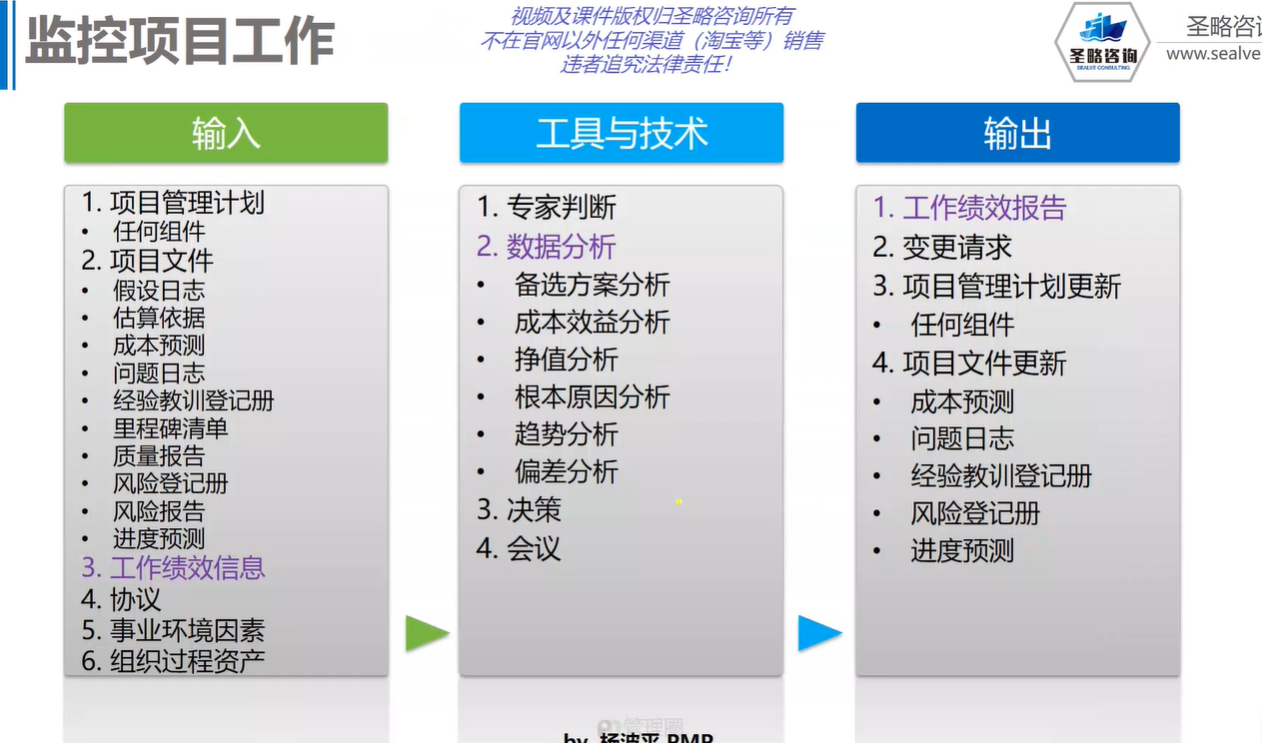 监控项目工作
视频及课件版权归圣略咨询所有
不在官网以外任何渠道（淘宝等）销售
违者追究法律责任！
圣略咨询
SEALVE CONSULTING
圣略咨
www.sealve
输入
1. 项目管理计划
• 任何组件
2. 项目文件
• 假设日志
• 估算依据
• 成本预测
• 问题日志
• 经验教训登记册
• 里程碑清单
• 质量报告
• 风险登记册
• 风险报告
• 进度预测
3. 工作绩效信息
4. 协议
5. 事业环境因素
6. 组织过程资产
工具与技术
1. 专家判断
2. 数据分析
• 备选方案分析
• 成本效益分析
• 挣值分析
• 根本原因分析
• 趋势分析
• 偏差分析
3. 决策
4. 会议
输出
1. 工作绩效报告
2. 变更请求
3. 项目管理计划更新
• 任何组件
4. 项目文件更新
• 成本预测
• 问题日志
• 经验教训登记册
• 风险登记册
• 进度预测
管理圈
by 杨波平 PMP